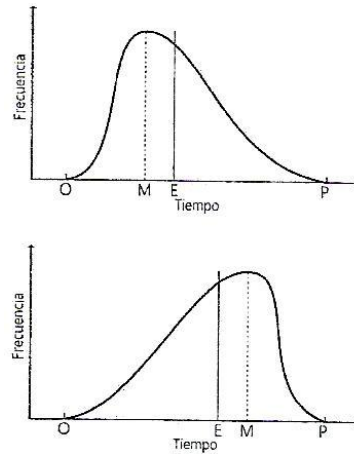 Frecuencia
O M E P
Tiempo
Frecuencia
O E M P
Tiempo